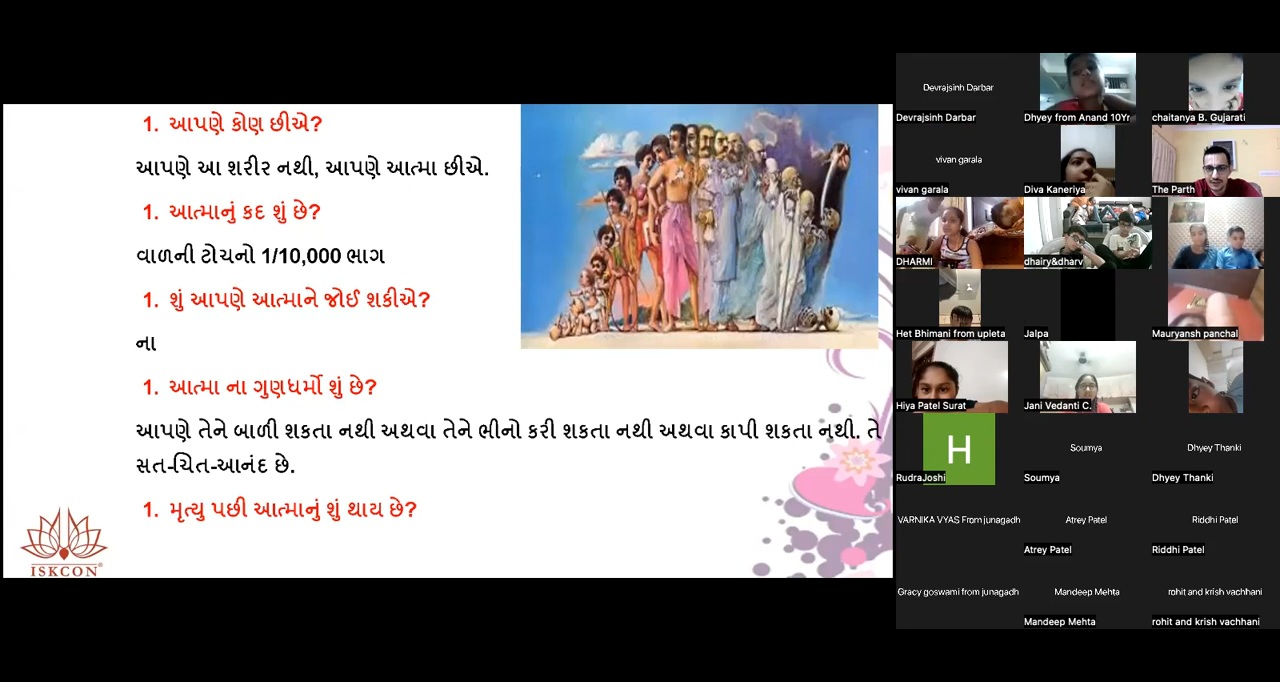 1. આપણે કોણ છીએ?
આપણે આ શરીર નથી, આપણે આત્મા છીએ.
1. આત્માનું કદ શું છે?
વાળની ટોચનો 1/10,000 ભાગ
1. શું આપણે આત્માને જોઈ શકીએ?
ના
1. આત્મા ના ગુણધર્મો શું છે?
આપણે તેને બાળી શકતા નથી અથવા તેને ભીનો કરી શકતા નથી અથવા કાપી શકતા નથી. તે
સત-ચિત-આનંદ છે.
1. મૃત્યુ પછી આત્માનું શું થાય છે?
ISKCON®
Devrajsinh Darbar
Devrajsinh Darbar
Dhyey from Anand 10Yr
chaitanya B. Gujarati
vivan garala
vivan garala
Diva Kaneriya
The Parth
DHARMI
dhairy&dharv
Het Bhimani from upleta
Jalpa
Mauryansh panchal
Hiya Patel Surat
Jani Vedanti C.
H
RudraJoshi
Soumya
Soumya
Dhyey Thanki
Dhyey Thanki
VARNIKA VYAS From junagadh
Atrey Patel
Atrey Patel
Riddhi Patel
Riddhi Patel
Gracy goswami from junagadh
Mandeep Mehta
Mandeep Mehta
rohit and krish vachhani
rohit and krish vachhani